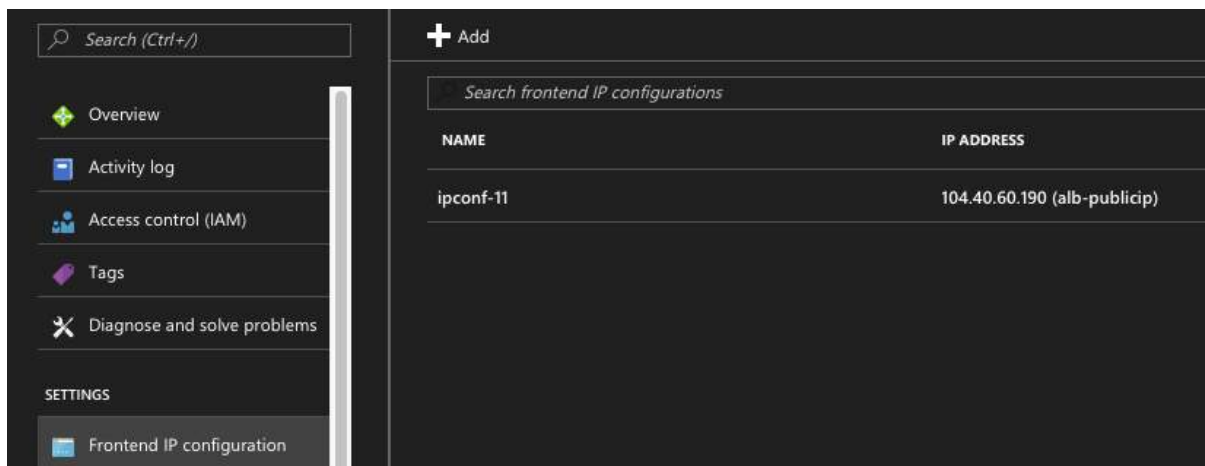 Search (Ctrl+/)
Overview
Activity log
Access control (IAM)
Tags
Diagnose and solve problems
SETTINGS
Frontend IP configuration
Add
Search frontend IP configurations
NAME IP ADDRESS
ipconf-11 104.40.60.190 (alb-publicip)